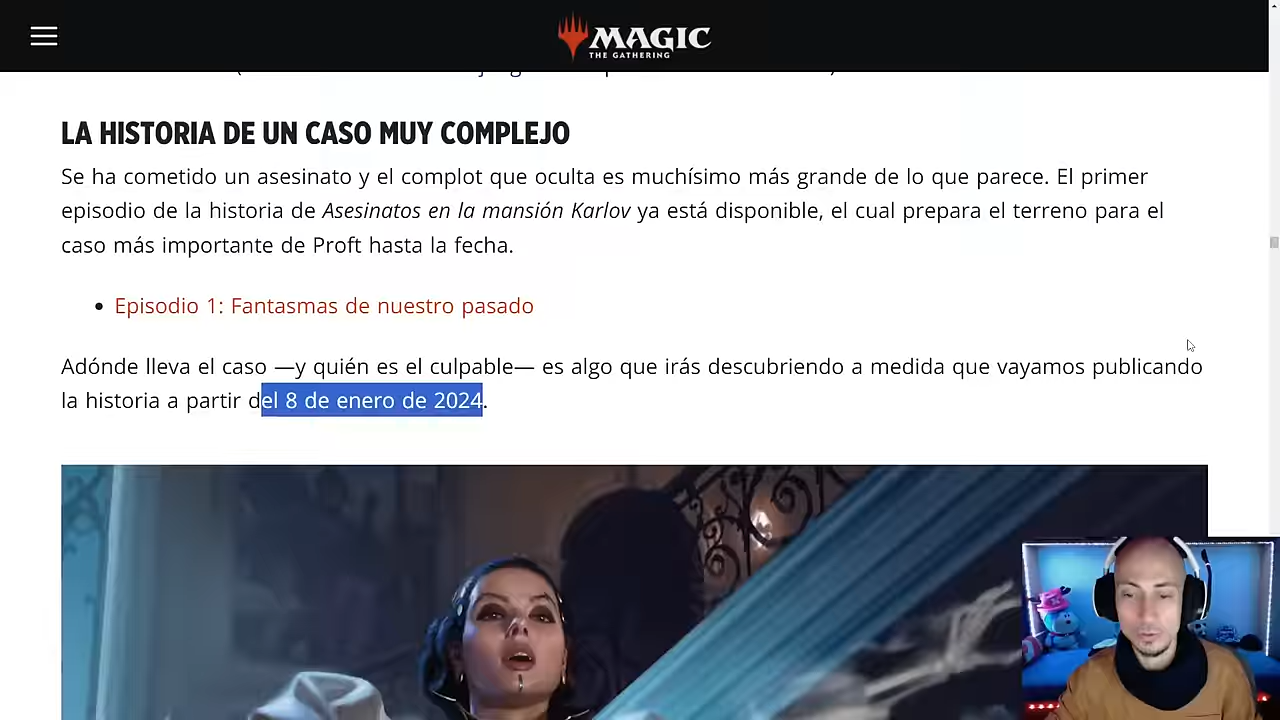 MAGIC
THE GATHERING
LA HISTORIA DE UN CASO MUY COMPLEJO
Se ha cometido un asesinato y el complot que oculta es muchísimo más grande de lo que parece. El primer
episodio de la historia de Asesinatos en la mansión Karlov ya está disponible, el cual prepara el terreno para el
caso más importante de Proft hasta la fecha.
• Episodio 1: Fantasmas de nuestro pasado
Adónde lleva el caso —y quién es el culpable— es algo que irás descubriendo a medida que vayamos publicando
la historia a partir del 8 de enero de 2024.